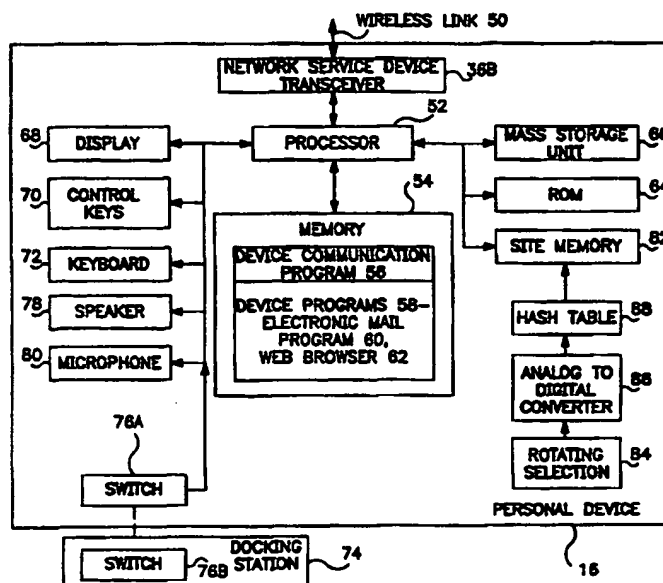 WIRELESS LINK 50
NETWORK SERVICE DEVICE
TRANSCEIVER
36B
52
68
DISPLAY
PROCESSOR
MASS STORAGE
UNIT
66
54
70
CONTROL
KEYS
ROM
64
MEMORY
72
KEYBOARD
DEVICE COMMUNICATION
PROGRAM 56
SITE MEMORY
82
78
SPEAKER
DEVICE PROGRAMS 58-
ELECTRONIC MAIL
PROGRAM 60,
WEB BROWSER 62
HASH TABLE
88
80
MICROPHONE
ANALOG TO
DIGITAL
CONVERTER
86
76A
ROTATING
SELECTION
84
SWITCH
PERSONAL DEVICE
DOCKING
STATION
74
SWITCH
76B
16